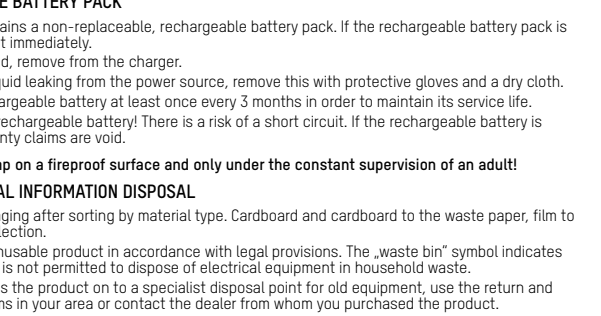 E BATTERY PACK
ains a non-replaceable, rechargeable battery pack. If the rechargeable battery pack is
t immediately.
d, remove from the charger.
quid leaking from the power source, remove this with protective gloves and a dry cloth.
argeable battery at least once every 3 months in order to maintain its service life.
rechargeable battery! There is a risk of a short circuit. If the rechargeable battery is
nty claims are void.
mp on a fireproof surface and only under the constant supervision of an adult!
AL INFORMATION DISPOSAL
ging after sorting by material type. Cardboard and cardboard to the waste paper, film to
lection.
nusable product in accordance with legal provisions. The „waste bin“ symbol indicates
is not permitted to dispose of electrical equipment in household waste.
s the product on to a specialist disposal point for old equipment, use the return and
ms in your area or contact the dealer from whom you purchased the product.